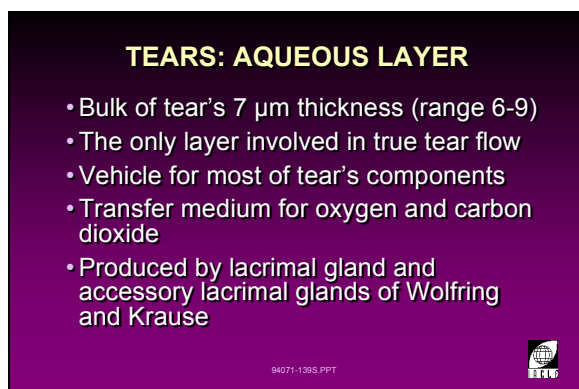 TEARS: AQUEOUS LAYER
• Bulk of tear's 7 µm thickness (range 6-9)
• The only layer involved in true tear flow
• Vehicle for most of tear's components
• Transfer medium for oxygen and carbon
dioxide
• Produced by lacrimal gland and
accessory lacrimal glands of Wolfring
and Krause
94071-139S.PPT
IACLE